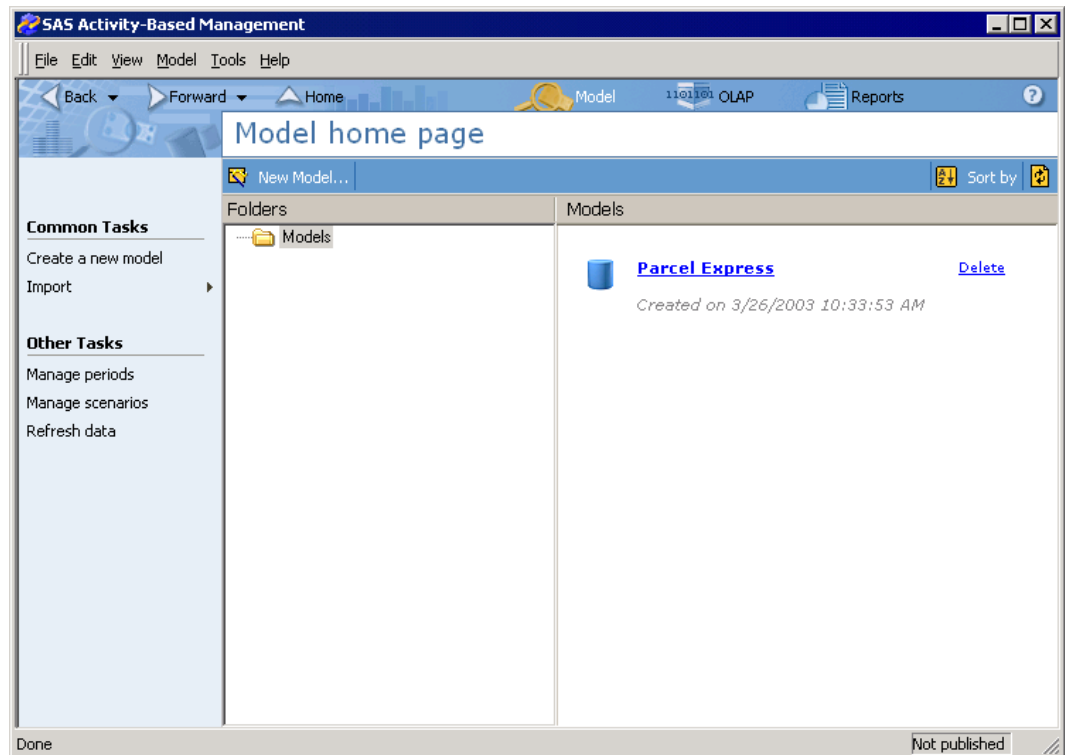 SAS Activity-Based Management
File Edit View Model Tools Help
Back Forward Home Model 1101101 OLAP Reports ?
Model home page
New Model... Sort by
Folders Models
Common Tasks
Create a new model
Import
Other Tasks
Manage periods
Manage scenarios
Refresh data
Models
Parcel Express Delete
Created on 3/26/2003 10:33:53 AM
Done Not published